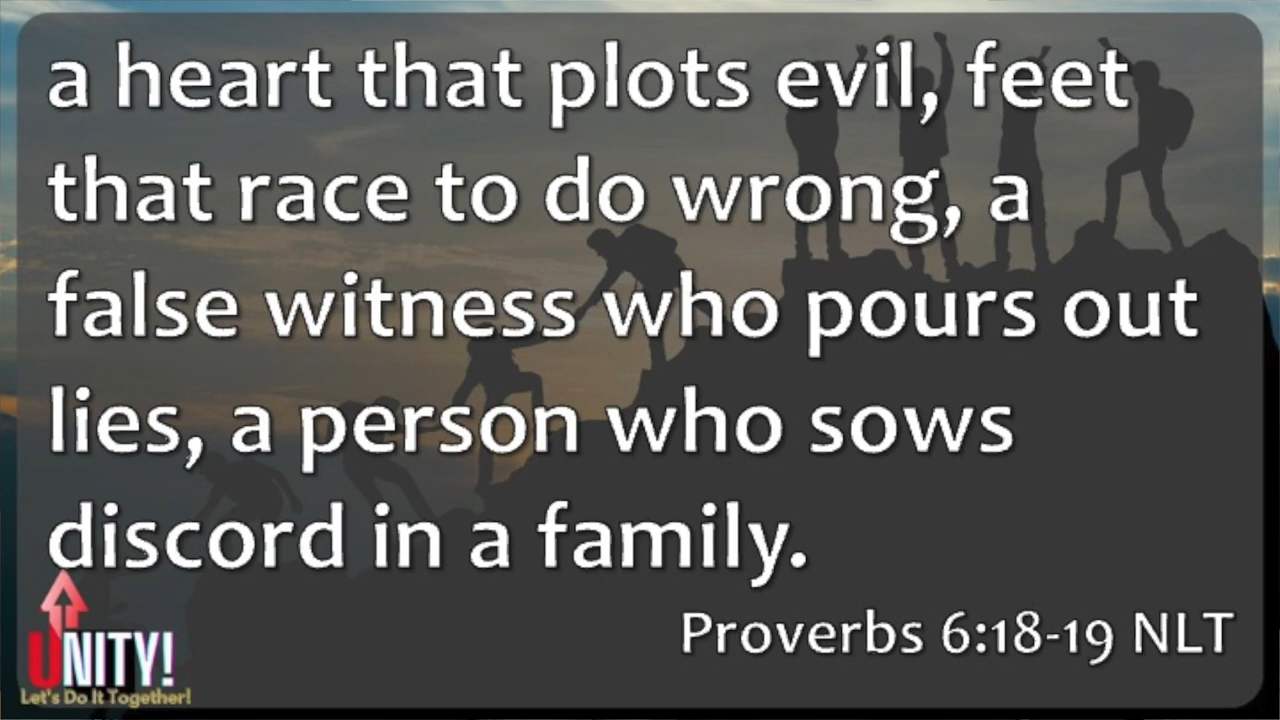 a heart that plots evil, feet
that race to do wrong, a
false witness who pours out
lies, a person who sows
discord in a family.
Proverbs 6:18-19 NLT
UNITY!
Let's Do It Together!